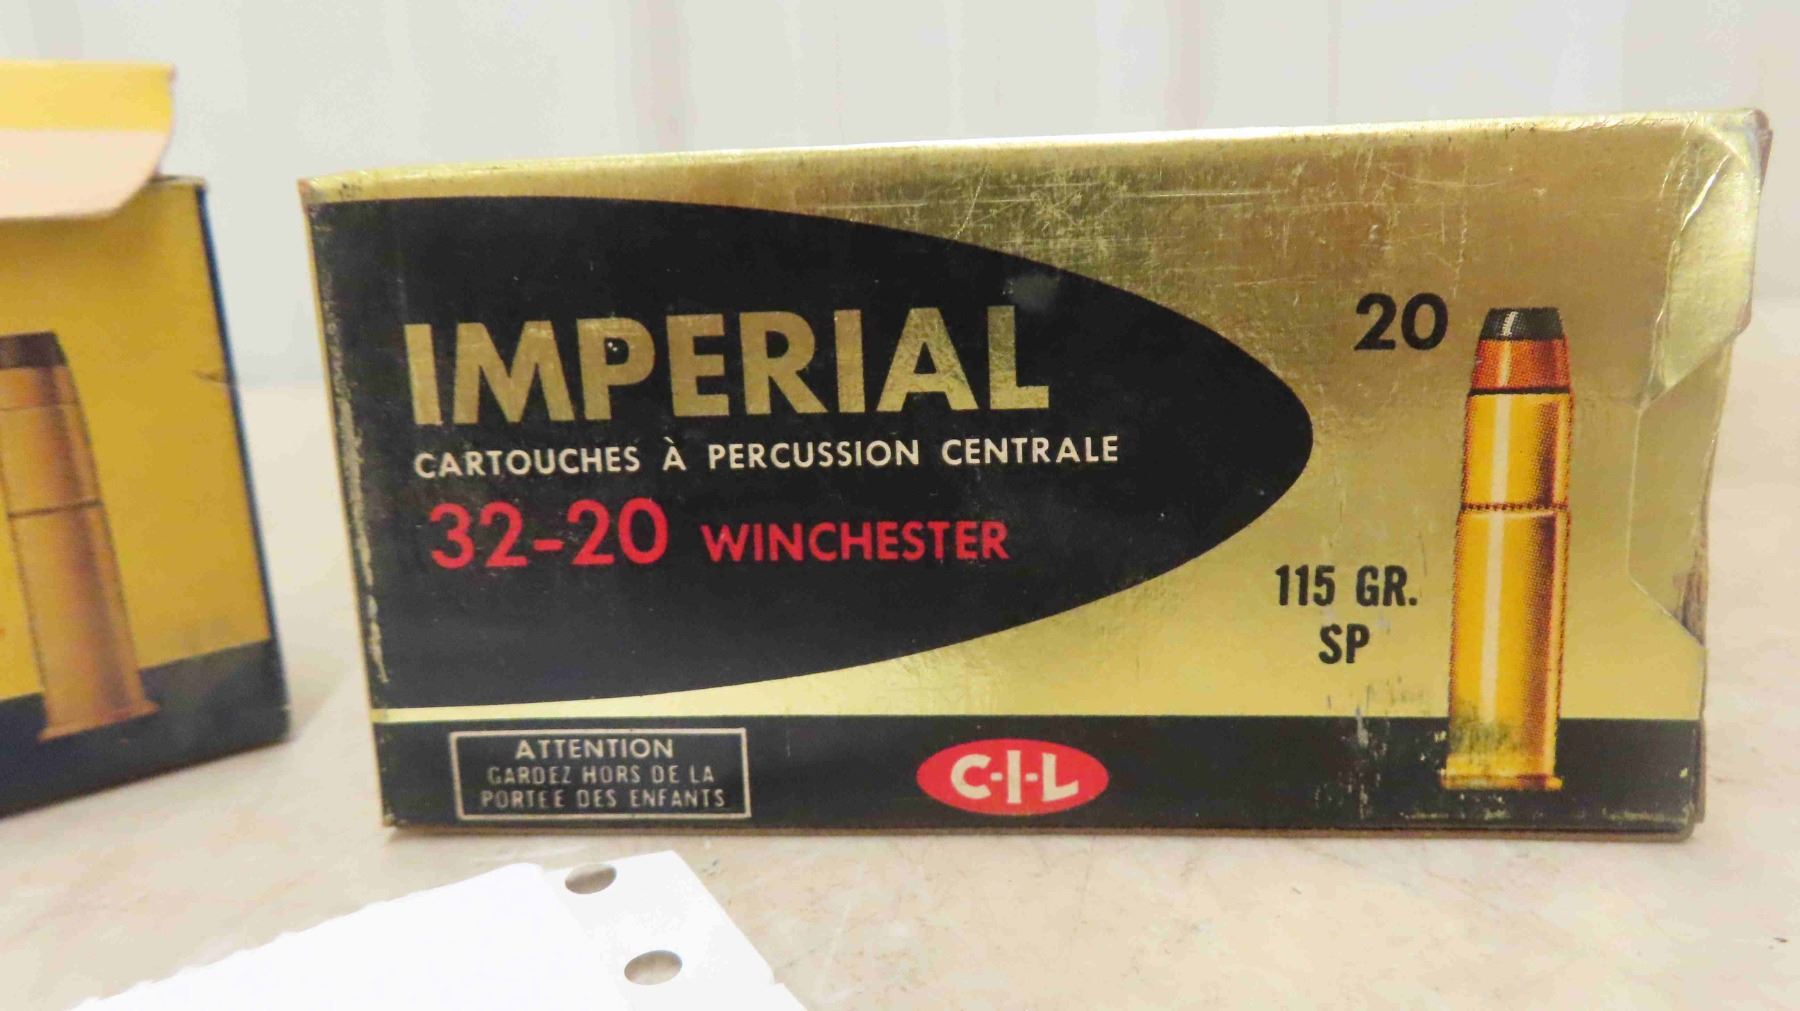 IMPERIAL
CARTOUCHES À PERCUSSION CENTRALE
32-20 WINCHESTER
20
115 GR.
SP
ATTENTION
GARDEZ HORS DE LA
PORTEE DES ENFANTS
C-I-L